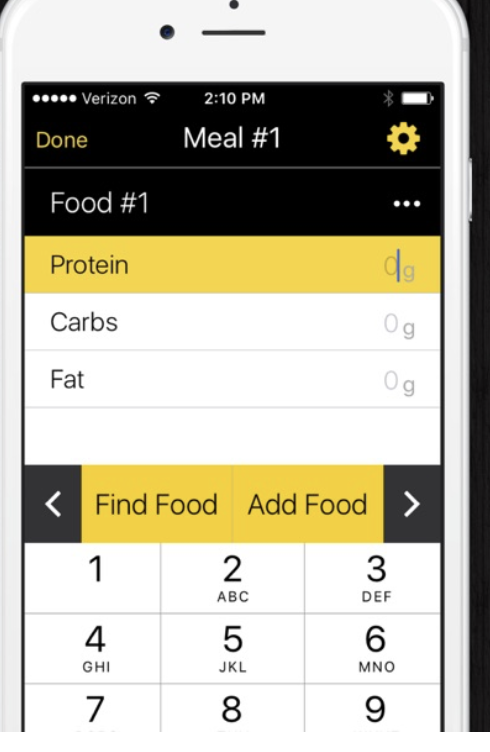 Verizon 2:10 PM
Done Meal #1
Food #1 •••
Protein 0g
Carbs 0g
Fat 0g
Find Food Add Food
1 2 3
ABC DEF
4 5 6
GHI JKL MNO
7 8 9